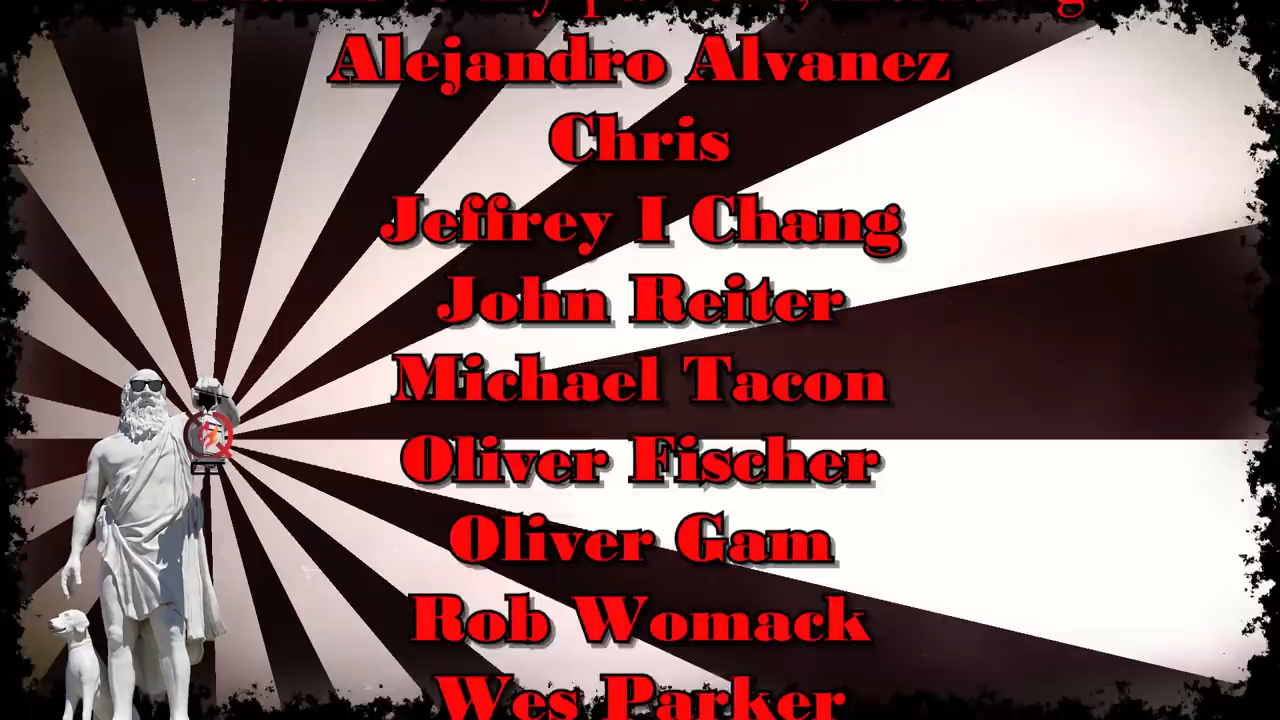 Alejandro Alvanez
Chris
Jeffrey I Chang
John Reiter
Michael Tacon
Oliver Fischer
Oliver Gam
Rob Womack
Wes Parker